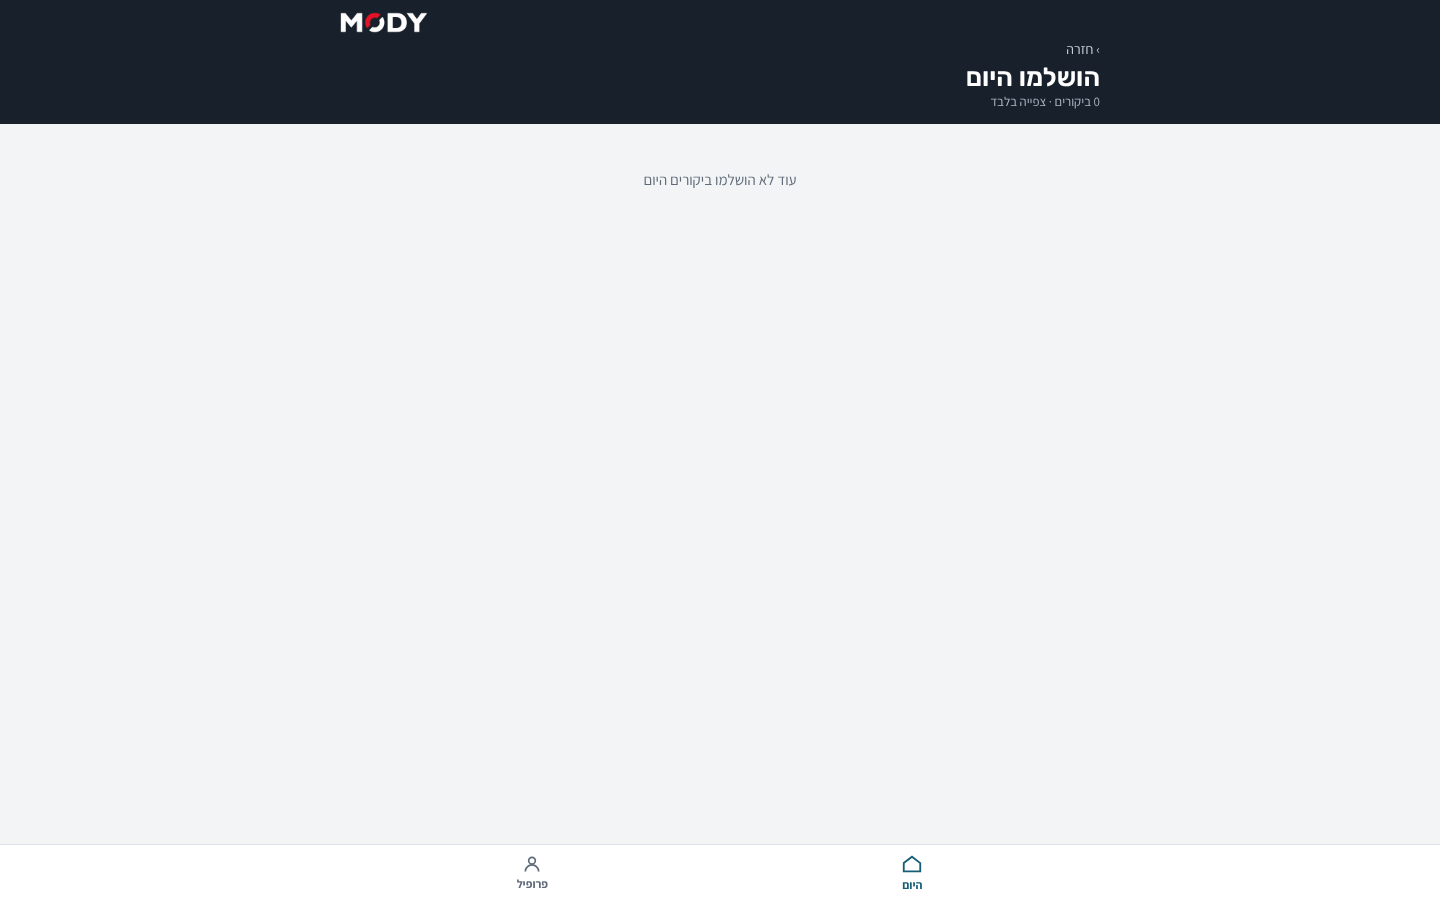 MODY
› חזרה
הושלמו היום
0 ביקורים · צפייה בלבד
עוד לא הושלמו ביקורים היום
היום
פרופיל